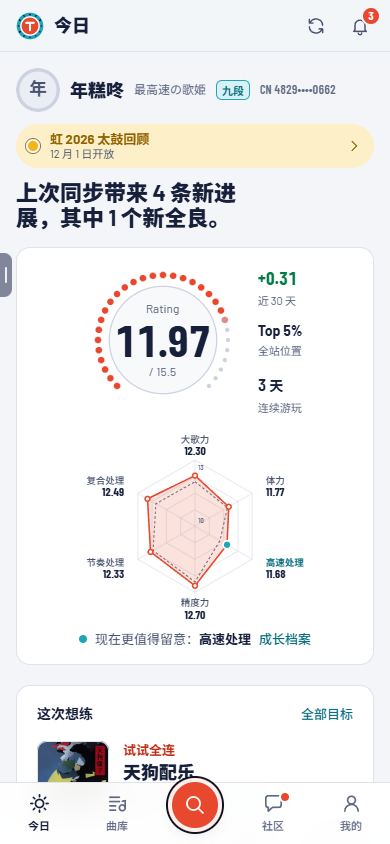 T
今日
3
年
年糕咚
最高速の歌姫
九段
CN 4829••••0662
虹 2026 太鼓回顾
12 月 1 日开放
上次同步带来 4 条新进
展，其中 1 个新全良。
Rating
11.97
/ 15.5
+0.31
近 30 天
Top 5%
全站位置
3 天
连续游玩
大歌力
12.30
体力
11.77
高速处理
11.68
精度力
12.70
节奏处理
12.33
复合处理
12.49
13
10
现在更值得留意：高速处理 成长档案
这次想练
全部目标
试试全连
天狗配乐
今日
曲库
社区
我的